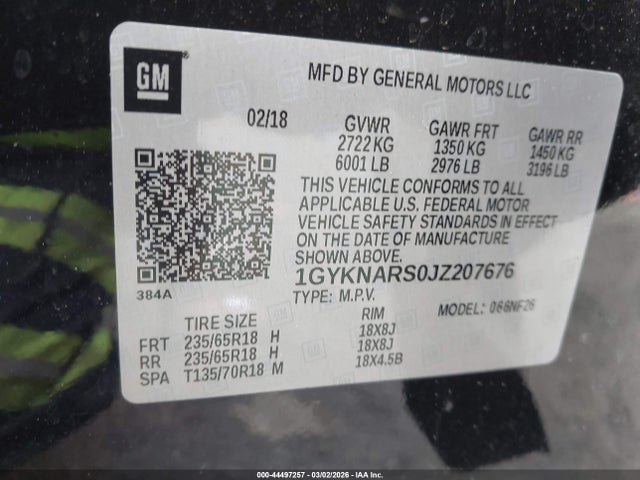 GM
MFD BY GENERAL MOTORS LLC
02/18 GVWR GAWR FRT GAWR RR
2722 KG 1350 KG 1450 KG
6001 LB 2976 LB 3196 LB
THIS VEHICLE CONFORMS TO ALL
APPLICABLE U.S. FEDERAL MOTOR
VEHICLE SAFETY STANDARDS IN EFFECT
ON THE DATE OF MANUFACTURE
SHOWN ABOVE.
384A 1GYKNARS0JZ207676
TYPE: M.P.V. MODEL: 066NF26
TIRE SIZE RIM
FRT 235/65R18 H 18X8J
RR 235/65R18 H 18X8J
SPA T135/70R18 M 18X4.5B
000-44497257 - 03/02/2026 - Copyright IAA, Inc.